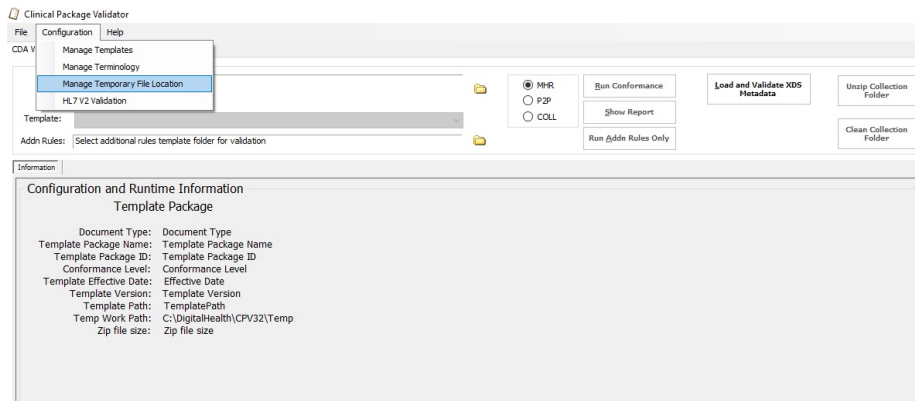 Clinical Package Validator
File Configuration Help
CDA V
Manage Templates
Manage Terminology
Manage Temporary File Location
HL7 V2 Validation
MHR
P2P
COLL
Run Conformance
Show Report
Run Addn Rules Only
Load and Validate XDS
Metadata
Unzip Collection
Folder
Clean Collection
Folder
Template:
Addn Rules: Select additional rules template folder for validation
Information
Configuration and Runtime Information
Template Package
Document Type: Document Type
Template Package Name: Template Package Name
Template Package ID: Template Package ID
Conformance Level: Conformance Level
Template Effective Date: Effective Date
Template Version: Template Version
Template Path: TemplatePath
Temp Work Path: C:\DigitalHealth\CPV32\Temp
Zip file size: Zip file size